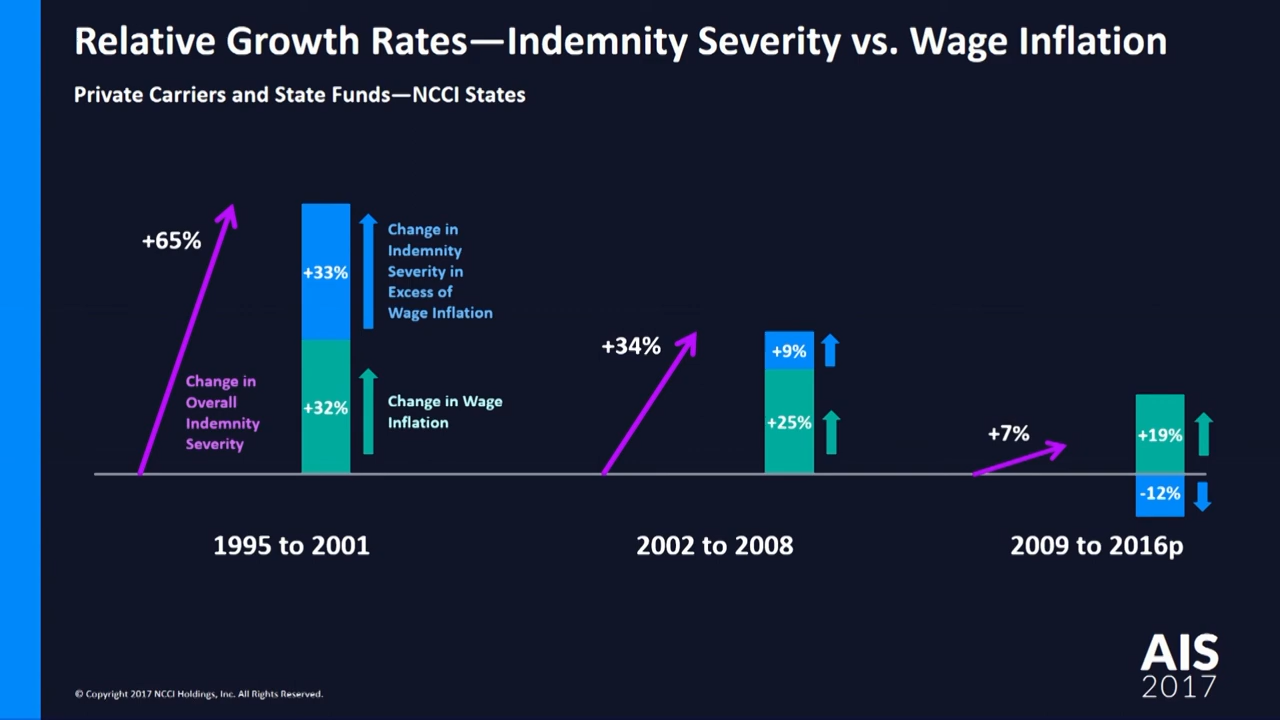 Relative Growth Rates—Indemnity Severity vs. Wage Inflation
Private Carriers and State Funds—NCCI States
+65%
Change in
Overall
Indemnity
Severity
+33%
+32%
Change in
Indemnity
Severity in
Excess of
Wage Inflation
Change in Wage
Inflation
1995 to 2001
+34%
+9%
+25%
2002 to 2008
+7%
+19%
-12%
2009 to 2016p
© Copyright 2017 NCCI Holdings, Inc. All Rights Reserved.
AIS
2017